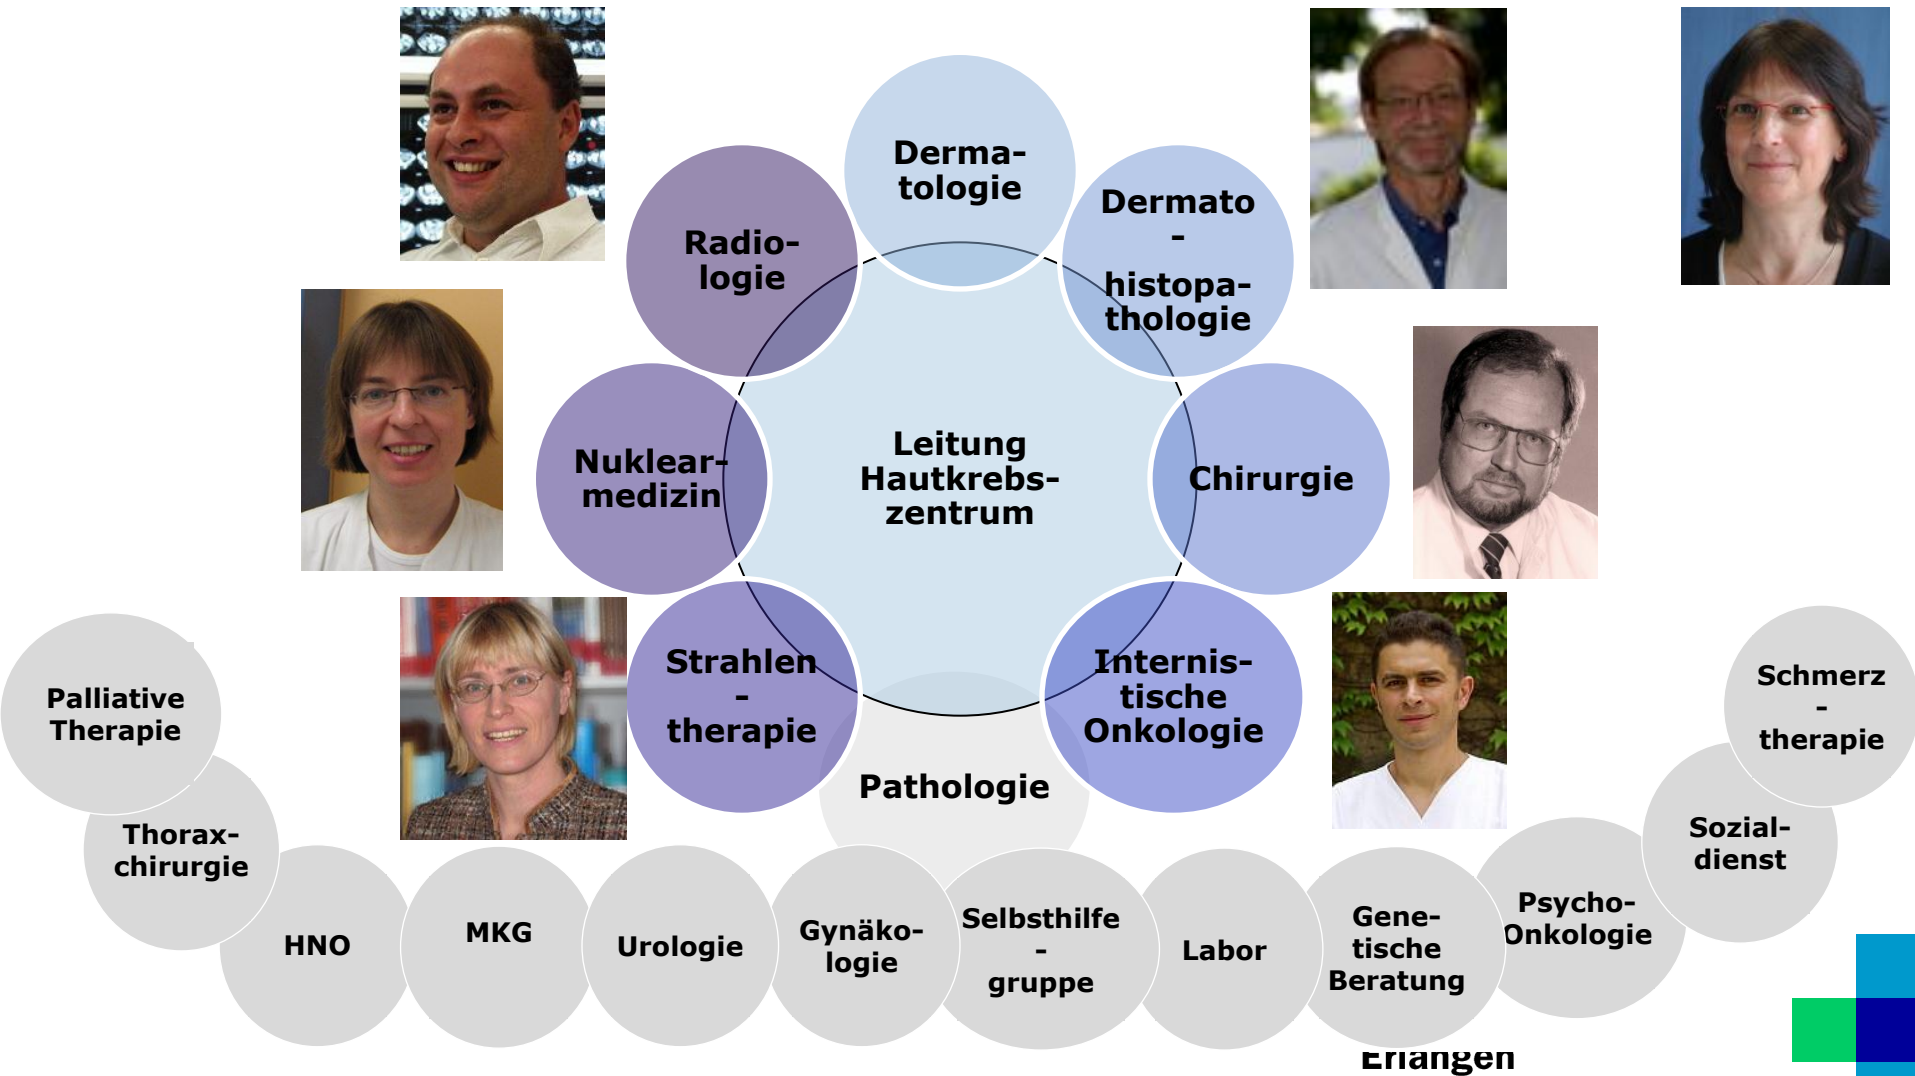 Derma-
tologie
Dermato
-
histopa-
thologie
Radio-
logie
Leitung
Hautkrebs-
zentrum
Nuklear-
medizin
Chirurgie
Strahlen
-
therapie
Internis-
tische
Onkologie
Pathologie
Palliative
Therapie
Thorax-
chirurgie
HNO
MKG
Urologie
Gynäko-
logie
Selbsthilfe
-
gruppe
Labor
Gene-
tische
Beratung
Psycho-
Onkologie
Sozial-
dienst
Schmerz
-
therapie
Erlangen